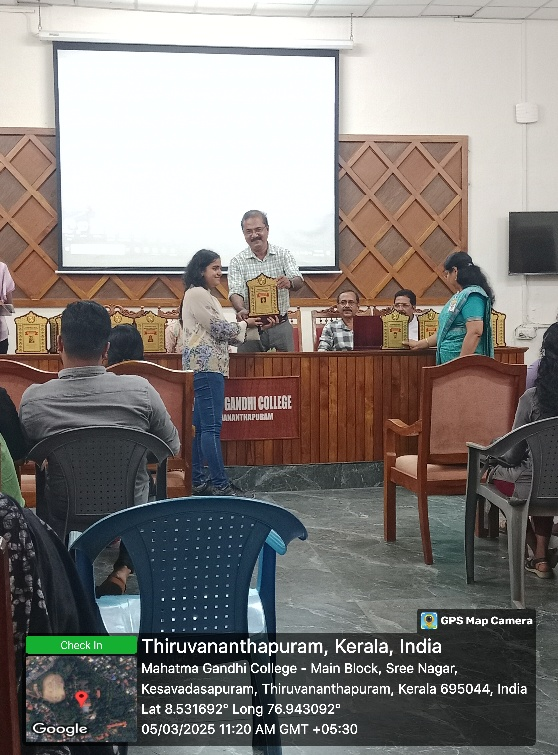 GANDHI COLLEGE
ANANTHAPURAM
GPS Map Camera
Check In
Thiruvananthapuram, Kerala, India
Mahatma Gandhi College - Main Block, Sree Nagar,
Kesavadasapuram, Thiruvananthapuram, Kerala 695044, India
Lat 8.531692° Long 76.943092°
05/03/2025 11:20 AM GMT +05:30
Google